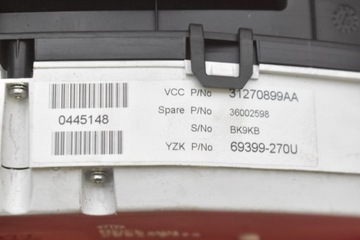 VCC P/No 31270899AA
0445148
Spare P/No 36002598
S/No BK9KB
YZK P/No 69399-270U